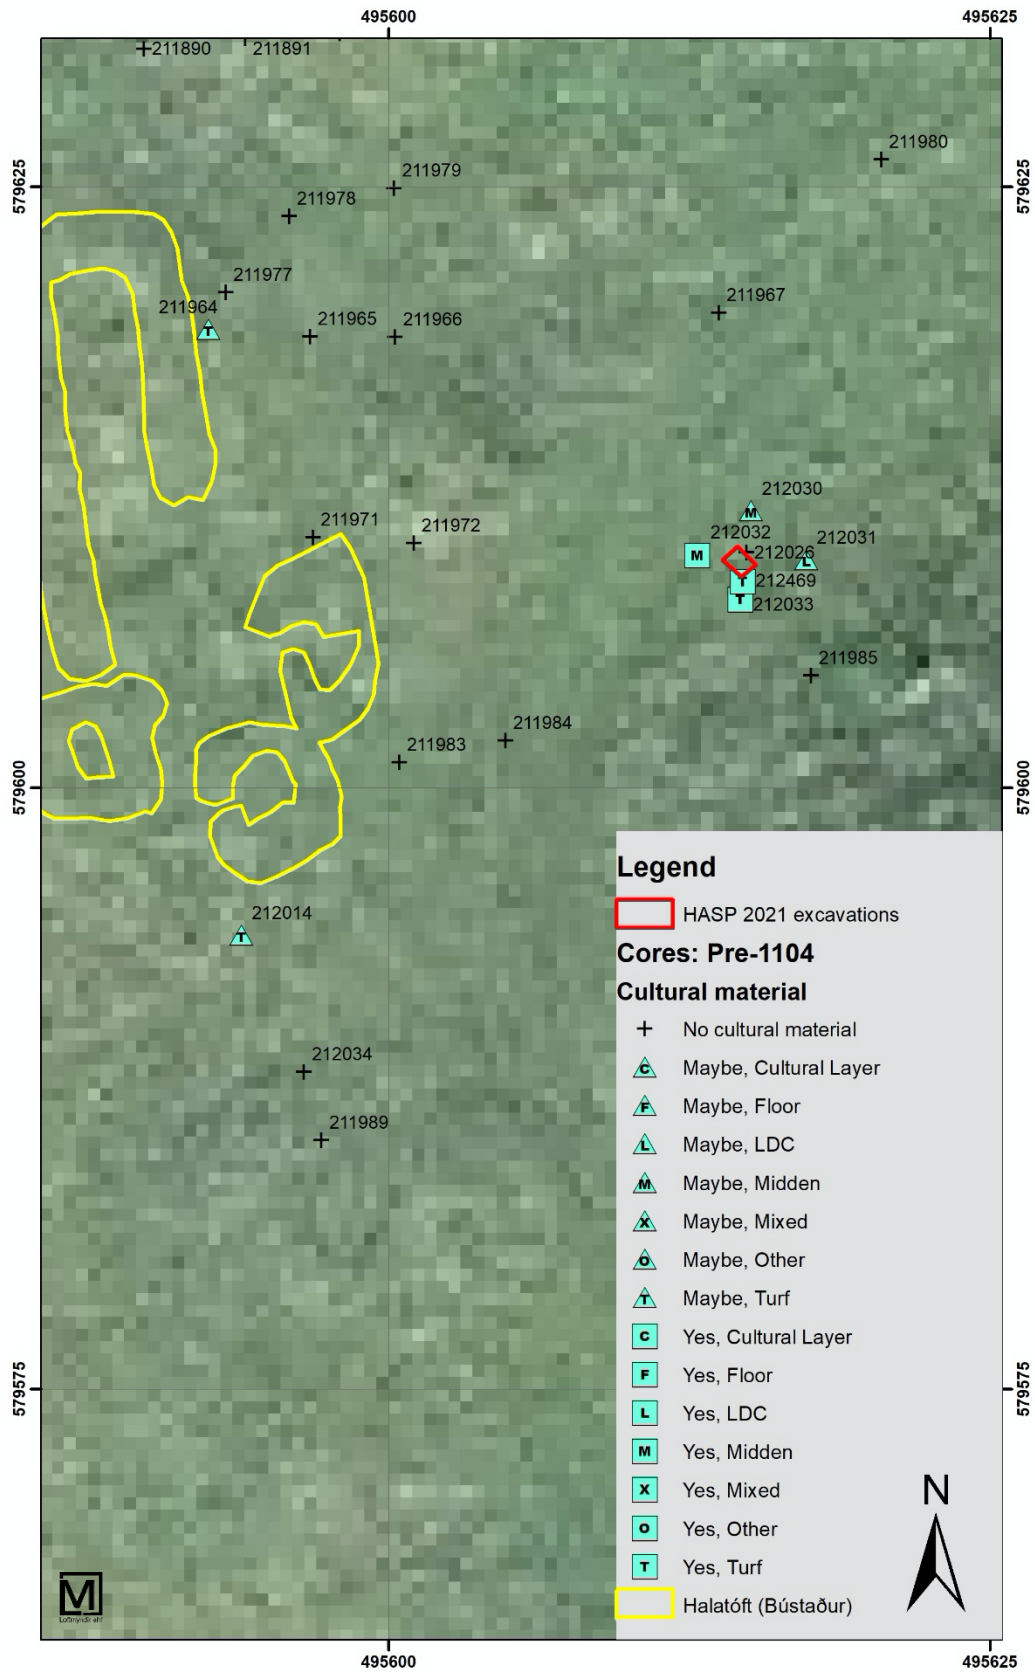 495600
495625
211890
211891
211980
579625
579625
211979
211978
211977
211967
211964
211965
211966
212030
211971
211972
212032
212031
212026
212469
212033
211985
211984
211983
579600
579600
Legend
HASP 2021 excavations
Cores: Pre-1104
Cultural material
No cultural material
C Maybe, Cultural Layer
F Maybe, Floor
L Maybe, LDC
M Maybe, Midden
X Maybe, Mixed
O Maybe, Other
T Maybe, Turf
C Yes, Cultural Layer
F Yes, Floor
L Yes, LDC
M Yes, Midden
X Yes, Mixed
O Yes, Other
T Yes, Turf
Halatóft (Bústaður)
N
212014
T
212034
211989
579575
579575
T
M
M
L
T
T
M
Loftmyndir ehf
495600
495625